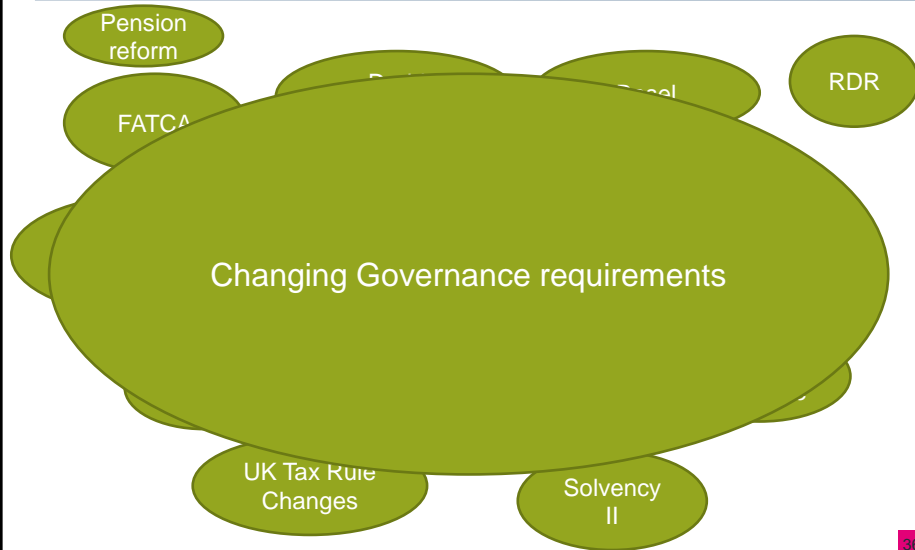 Pension
reform
RDR
FATCA
Changing Governance requirements
UK Tax Rule
Changes
Solvency
II